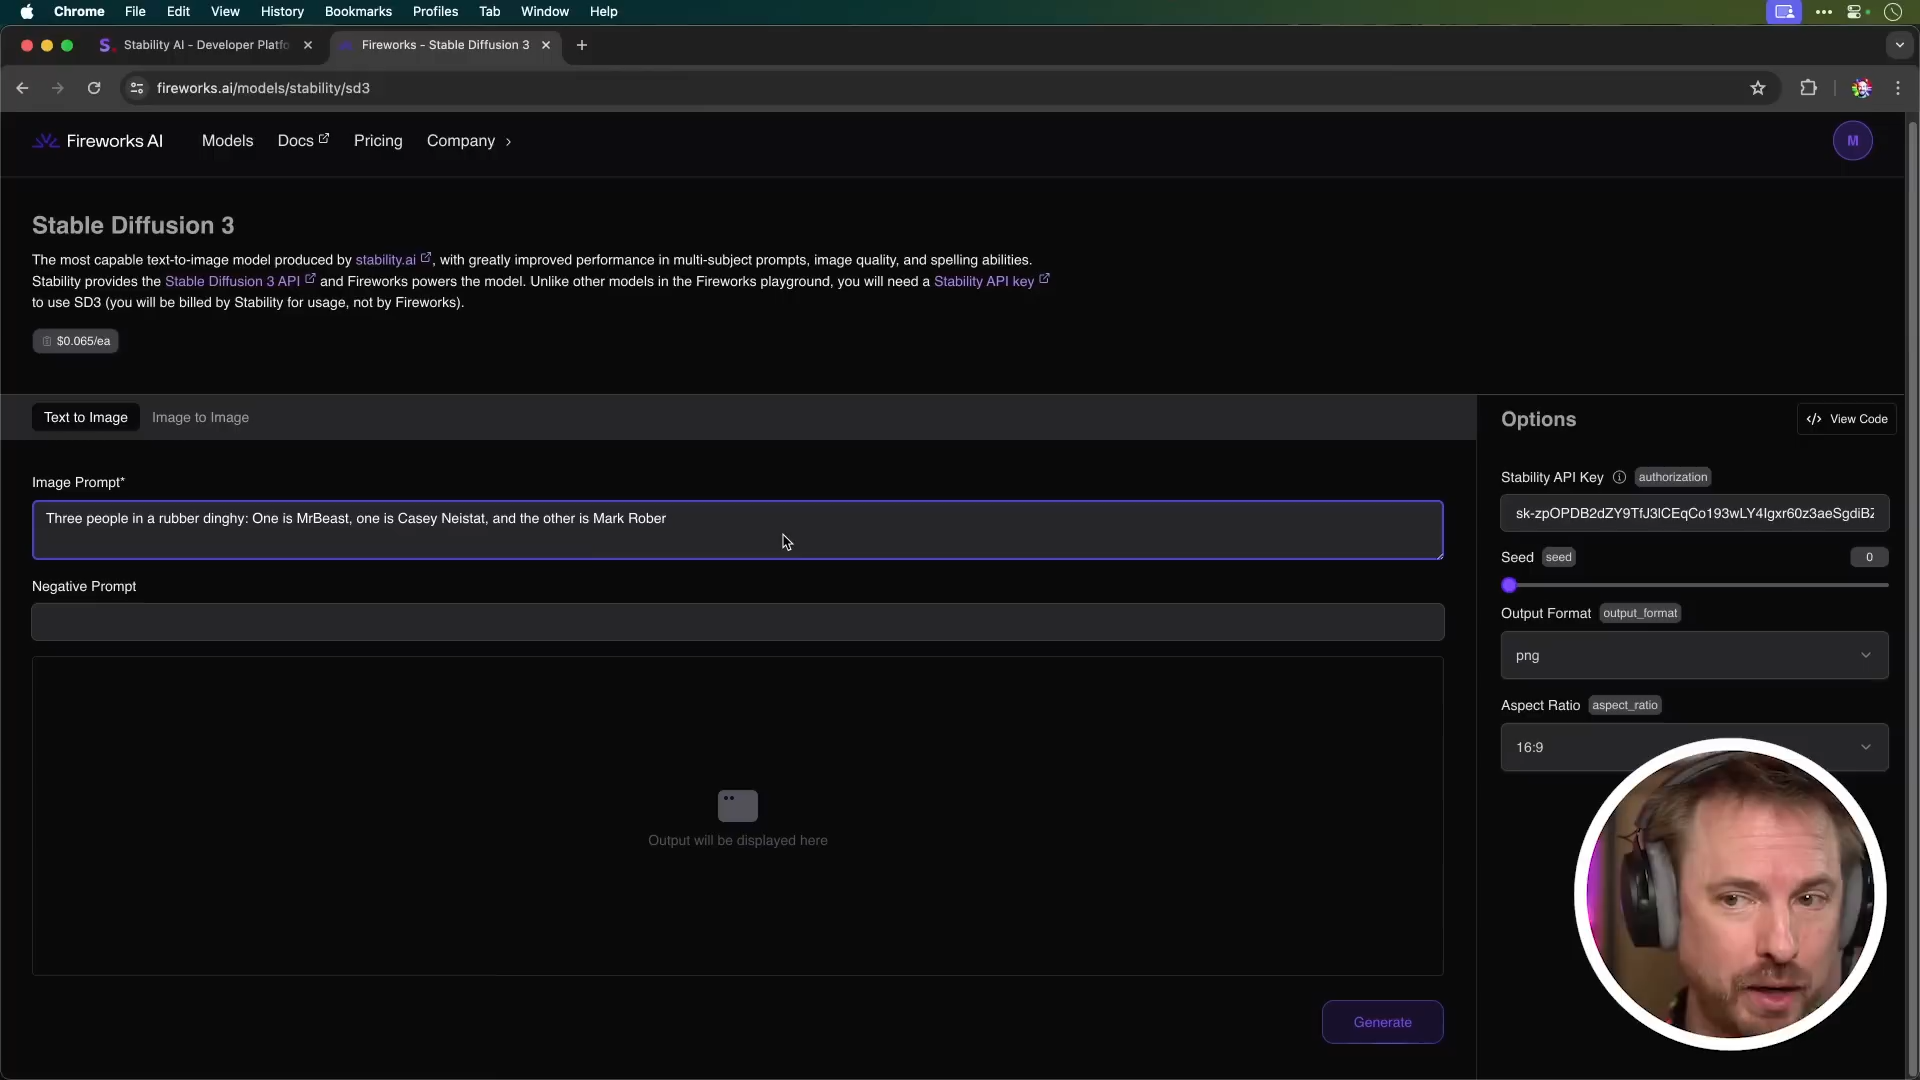 Chrome File Edit View History Bookmarks Profiles Tab Window Help
Stability AI - Developer Platfo
Fireworks - Stable Diffusion 3
fireworks.ai/models/stability/sd3
Fireworks AI Models Docs Pricing Company
M
Stable Diffusion 3
The most capable text-to-image model produced by stability.ai, with greatly improved performance in multi-subject prompts, image quality, and spelling abilities.
Stability provides the Stable Diffusion 3 API and Fireworks powers the model. Unlike other models in the Fireworks playground, you will need a Stability API key
to use SD3 (you will be billed by Stability for usage, not by Fireworks).
$0.065/ea
Text to Image Image to Image
Options
View Code
Image Prompt*
Three people in a rubber dinghy: One is MrBeast, one is Casey Neistat, and the other is Mark Rober
Negative Prompt
Output will be displayed here
Generate
Stability API Key authorization
Seed seed 0
Output Format output_format
png
Aspect Ratio aspect_ratio
16:9